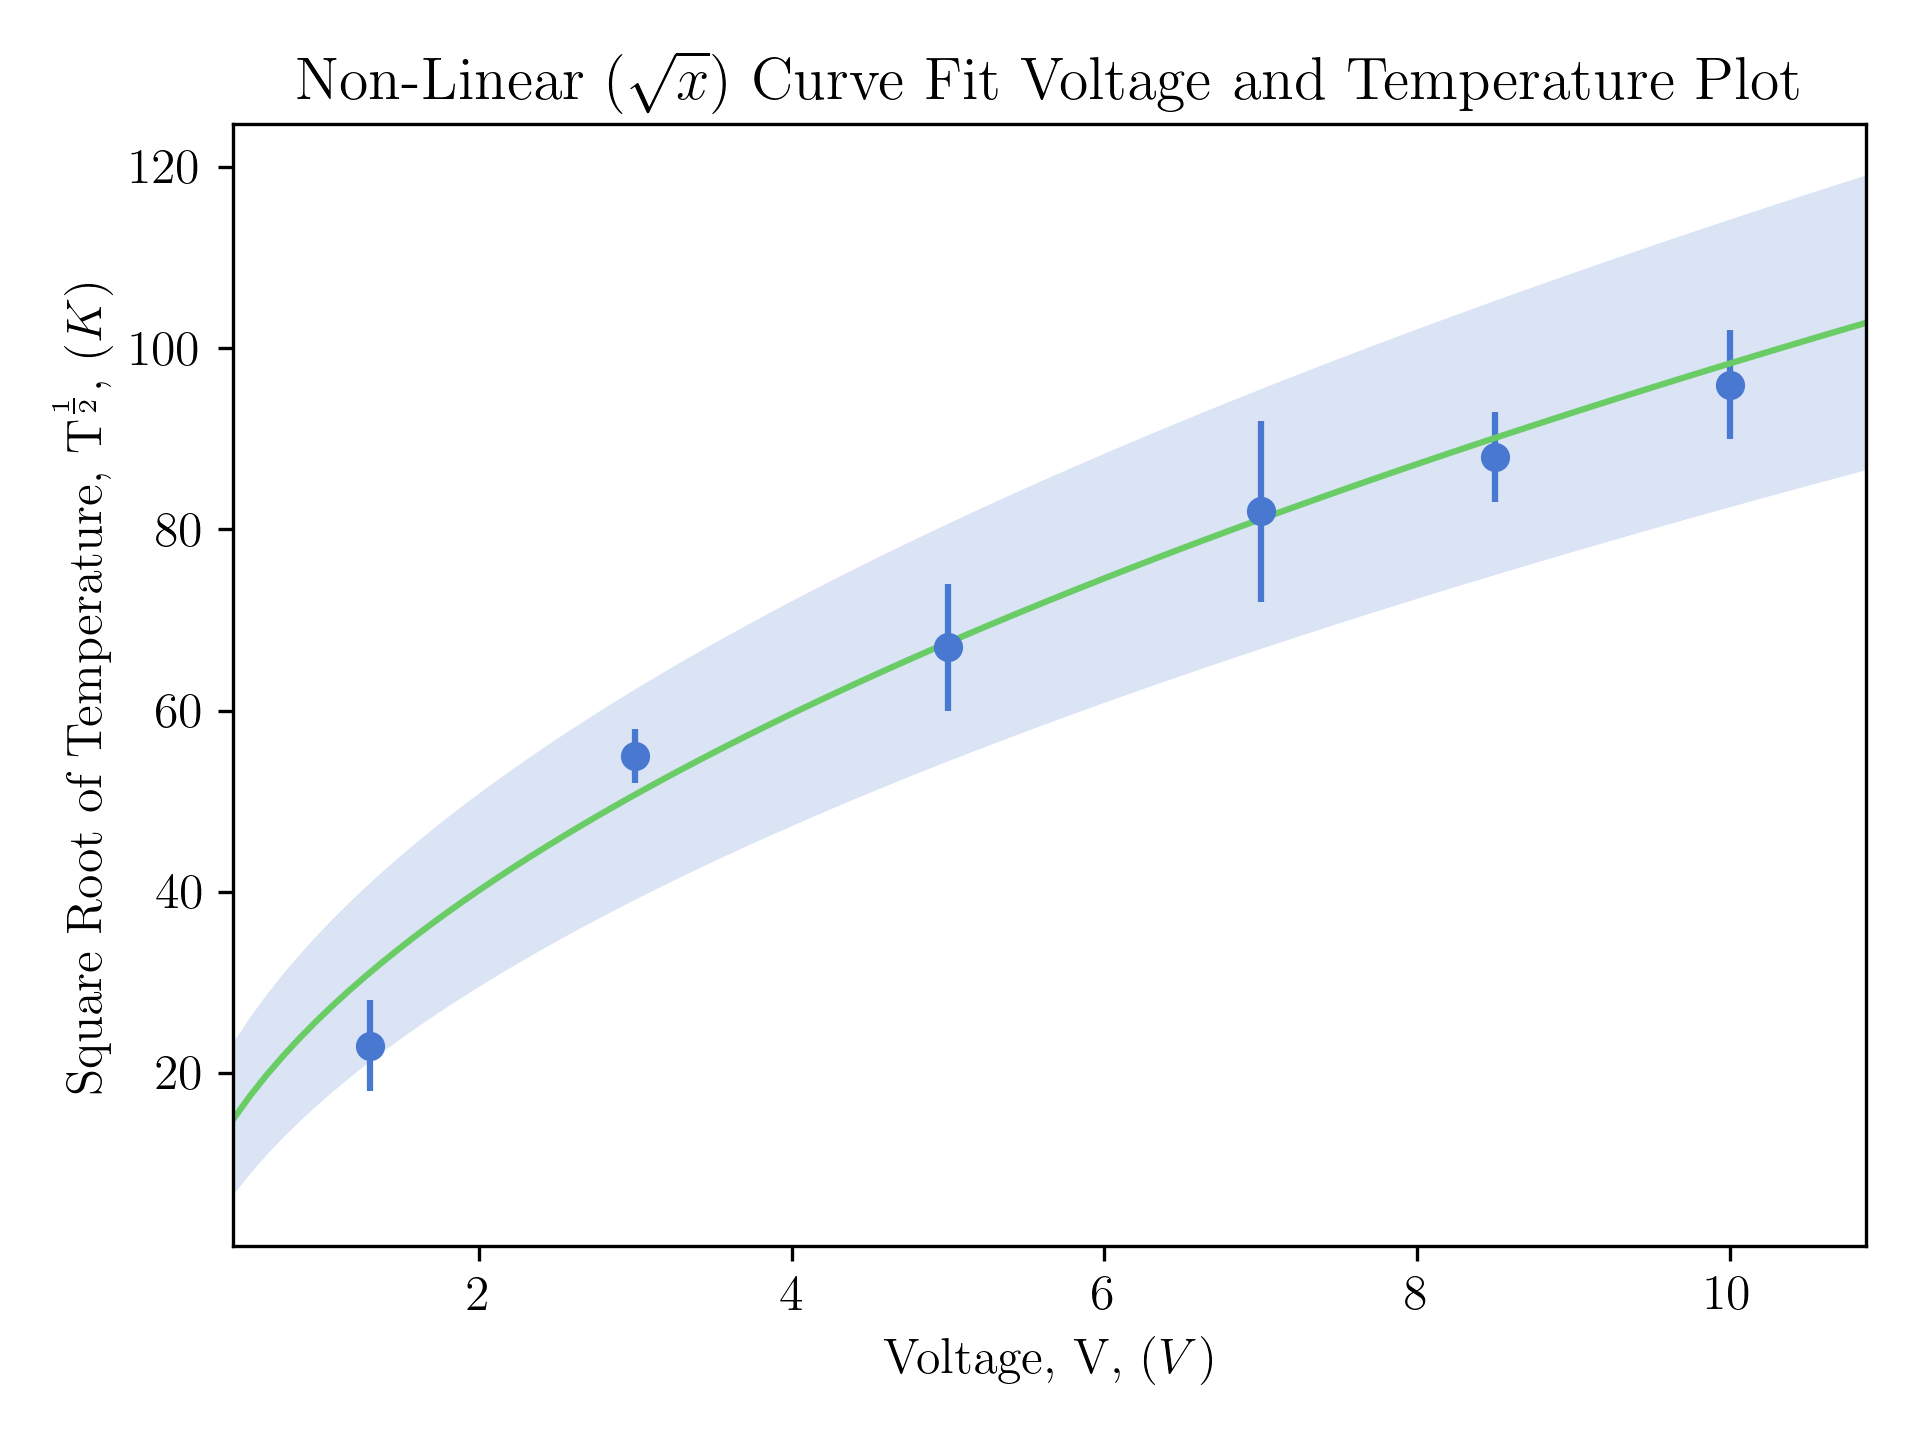 Non-Linear (√x) Curve Fit Voltage and Temperature Plot
120
100
80
60
40
20
Square Root of Temperature, T^{1/2}, (K)
2 4 6 8 10
Voltage, V, (V)